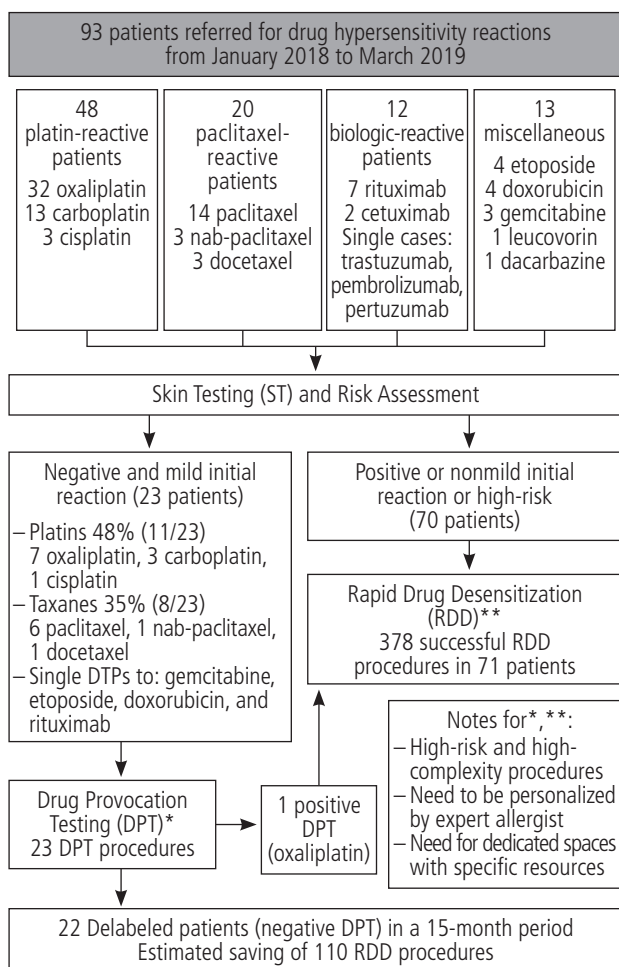 93 patients referred for drug hypersensitivity reactions
from January 2018 to March 2019
48
platin-reactive
patients
32 oxaliplatin
13 carboplatin
3 cisplatin
20
paclitaxel-
reactive
patients
14 paclitaxel
3 nab-paclitaxel
3 docetaxel
12
biologic-reactive
patients
7 rituximab
2 cetuximab
Single cases:
trastuzumab,
pembrolizumab,
pertuzumab
13
miscellaneous
4 etoposide
4 doxorubicin
3 gemcitabine
1 leucovorin
1 dacarbazine
Skin Testing (ST) and Risk Assessment
Negative and mild initial
reaction (23 patients)
– Platins 48% (11/23)
7 oxaliplatin, 3 carboplatin,
1 cisplatin
– Taxanes 35% (8/23)
6 paclitaxel, 1 nab-paclitaxel,
1 docetaxel
– Single DTPs to: gemcitabine,
etoposide, doxorubicin, and
rituximab
Positive or nonmild initial
reaction or high-risk
(70 patients)
Rapid Drug Desensitization
(RDD)**
378 successful RDD
procedures in 71 patients
Notes for*,**:
– High-risk and high-
complexity procedures
– Need to be personalized
by expert allergist
– Need for dedicated spaces
with specific resources
Drug Provocation
Testing (DPT)*
23 DPT procedures
1 positive
DPT
(oxaliplatin)
22 Delabeled patients (negative DPT) in a 15-month period
Estimated saving of 110 RDD procedures